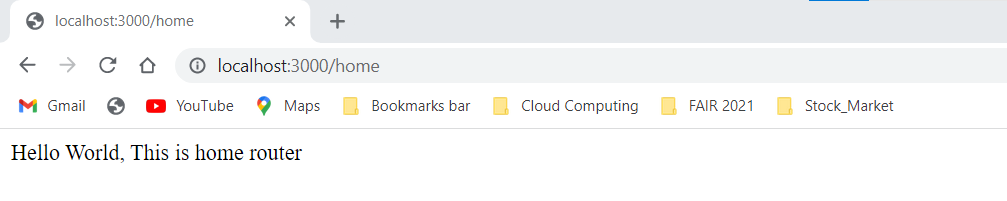 localhost:3000/home
localhost:3000/home
Gmail YouTube Maps Bookmarks bar Cloud Computing FAIR 2021 Stock_Market
Hello World, This is home router